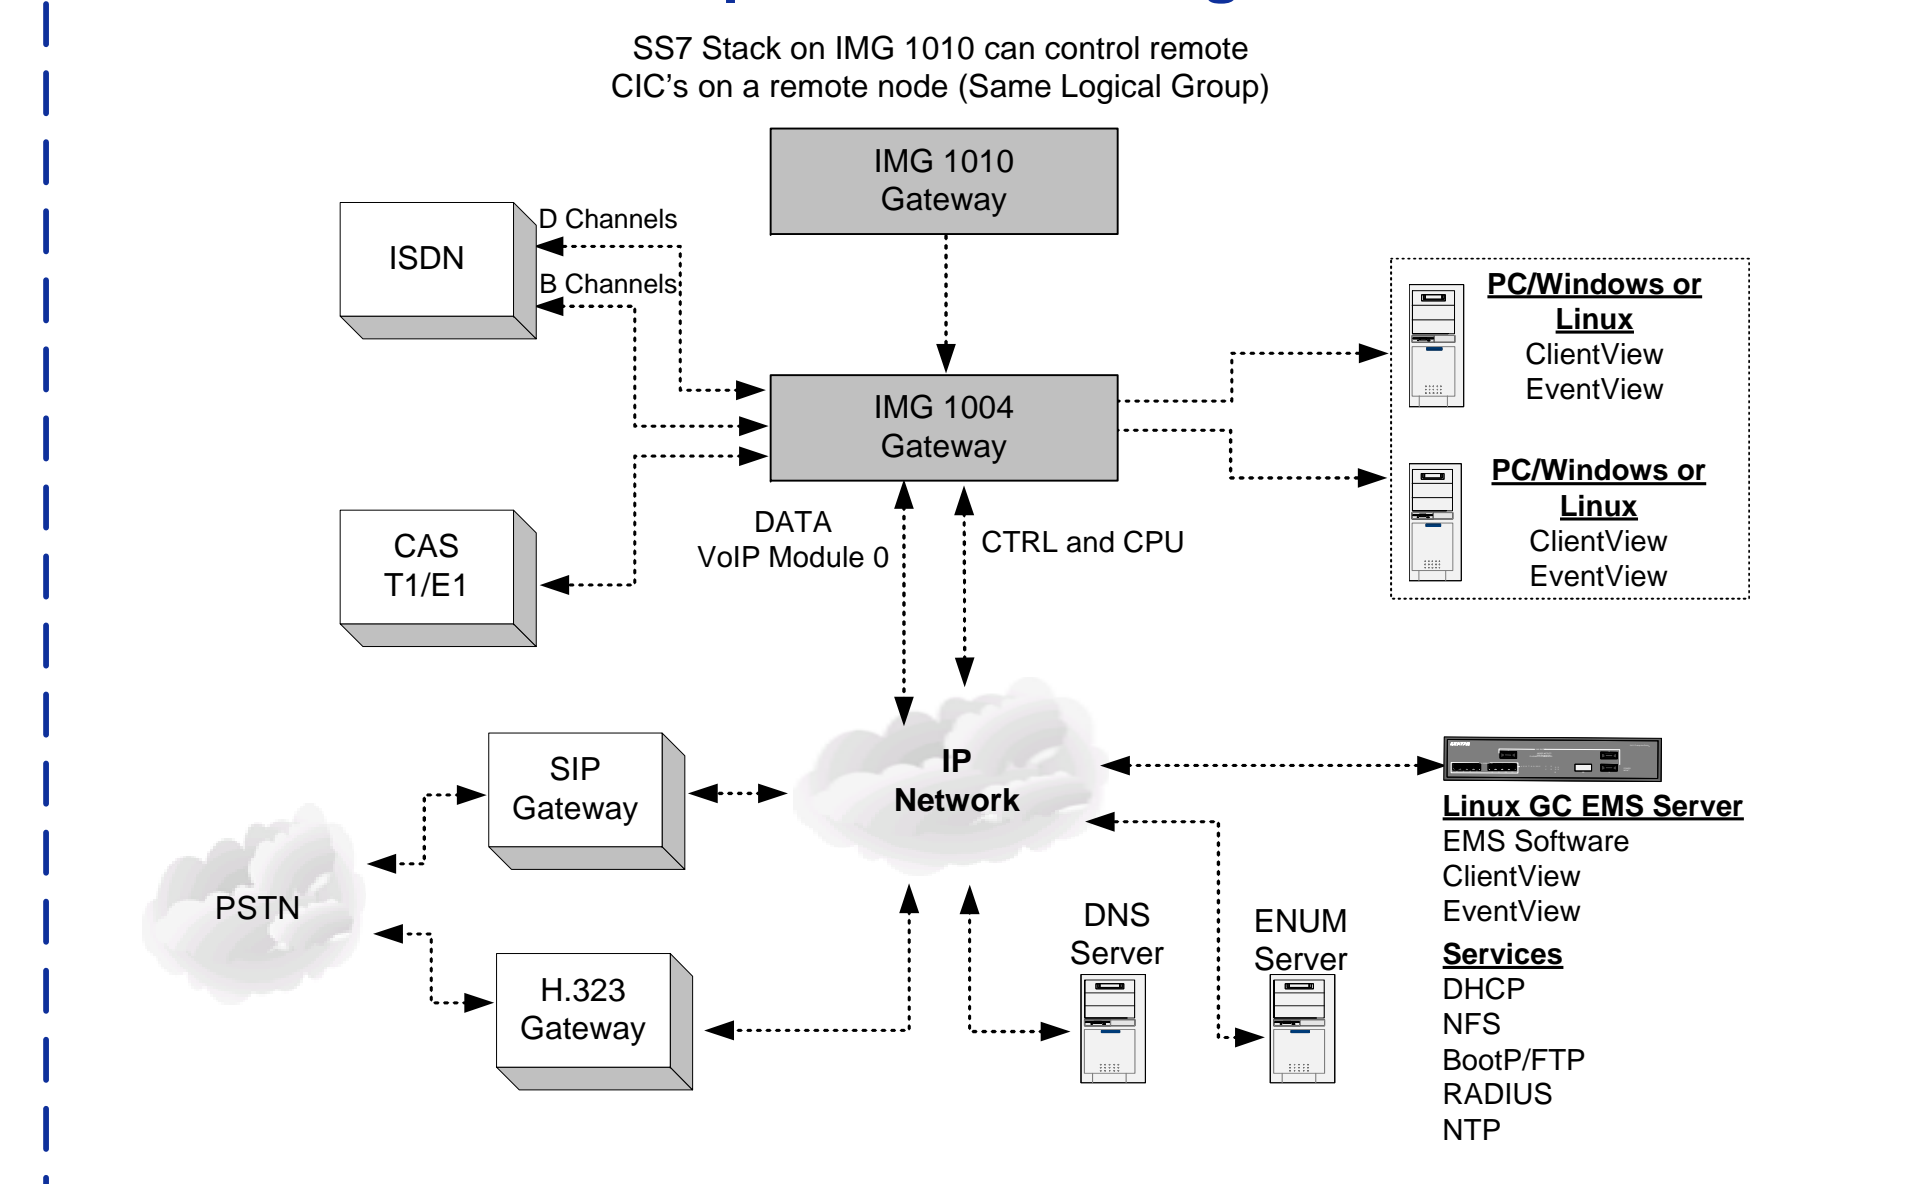 SS7 Stack on IMG 1010 can control remote
CIC's on a remote node (Same Logical Group)
IMG 1010
Gateway
ISDN
D Channels
B Channels
PC/Windows or
Linux
ClientView
EventView
IMG 1004
Gateway
PC/Windows or
Linux
ClientView
EventView
CAS
T1/E1
DATA
VoIP Module 0
CTRL and CPU
IP
Network
SIP
Gateway
PSTN
H.323
Gateway
DNS
Server
ENUM
Server
Linux GC EMS Server
EMS Software
ClientView
EventView
Services
DHCP
NFS
BootP/FTP
RADIUS
NTP